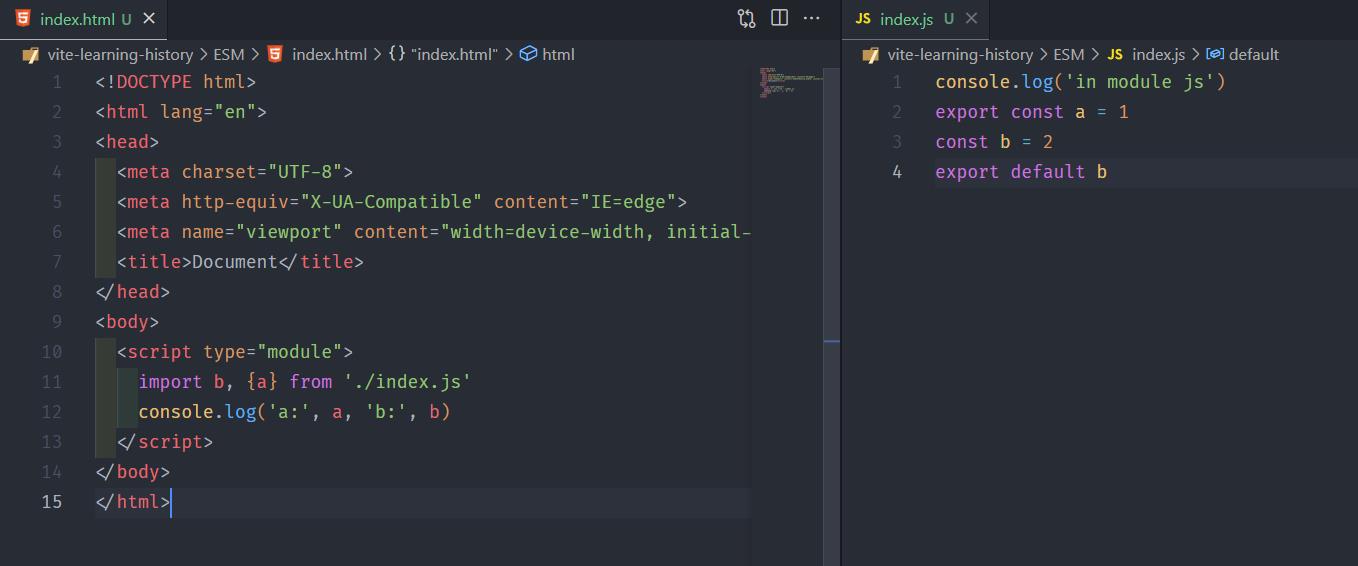 index.html U ×
vite-learning-history > ESM > index.html > {} "index.html" > html
1 <!DOCTYPE html>
2 <html lang="en">
3 <head>
4 <meta charset="UTF-8">
5 <meta http-equiv="X-UA-Compatible" content="IE=edge">
6 <meta name="viewport" content="width=device-width, initial-
7 <title>Document</title>
8 </head>
9 <body>
10 <script type="module">
11 import b, {a} from './index.js'
12 console.log('a:', a, 'b:', b)
13 </script>
14 </body>
15 </html>
JS index.js U ×
vite-learning-history > ESM > JS index.js > default
1 console.log('in module js')
2 export const a = 1
3 const b = 2
4 export default b